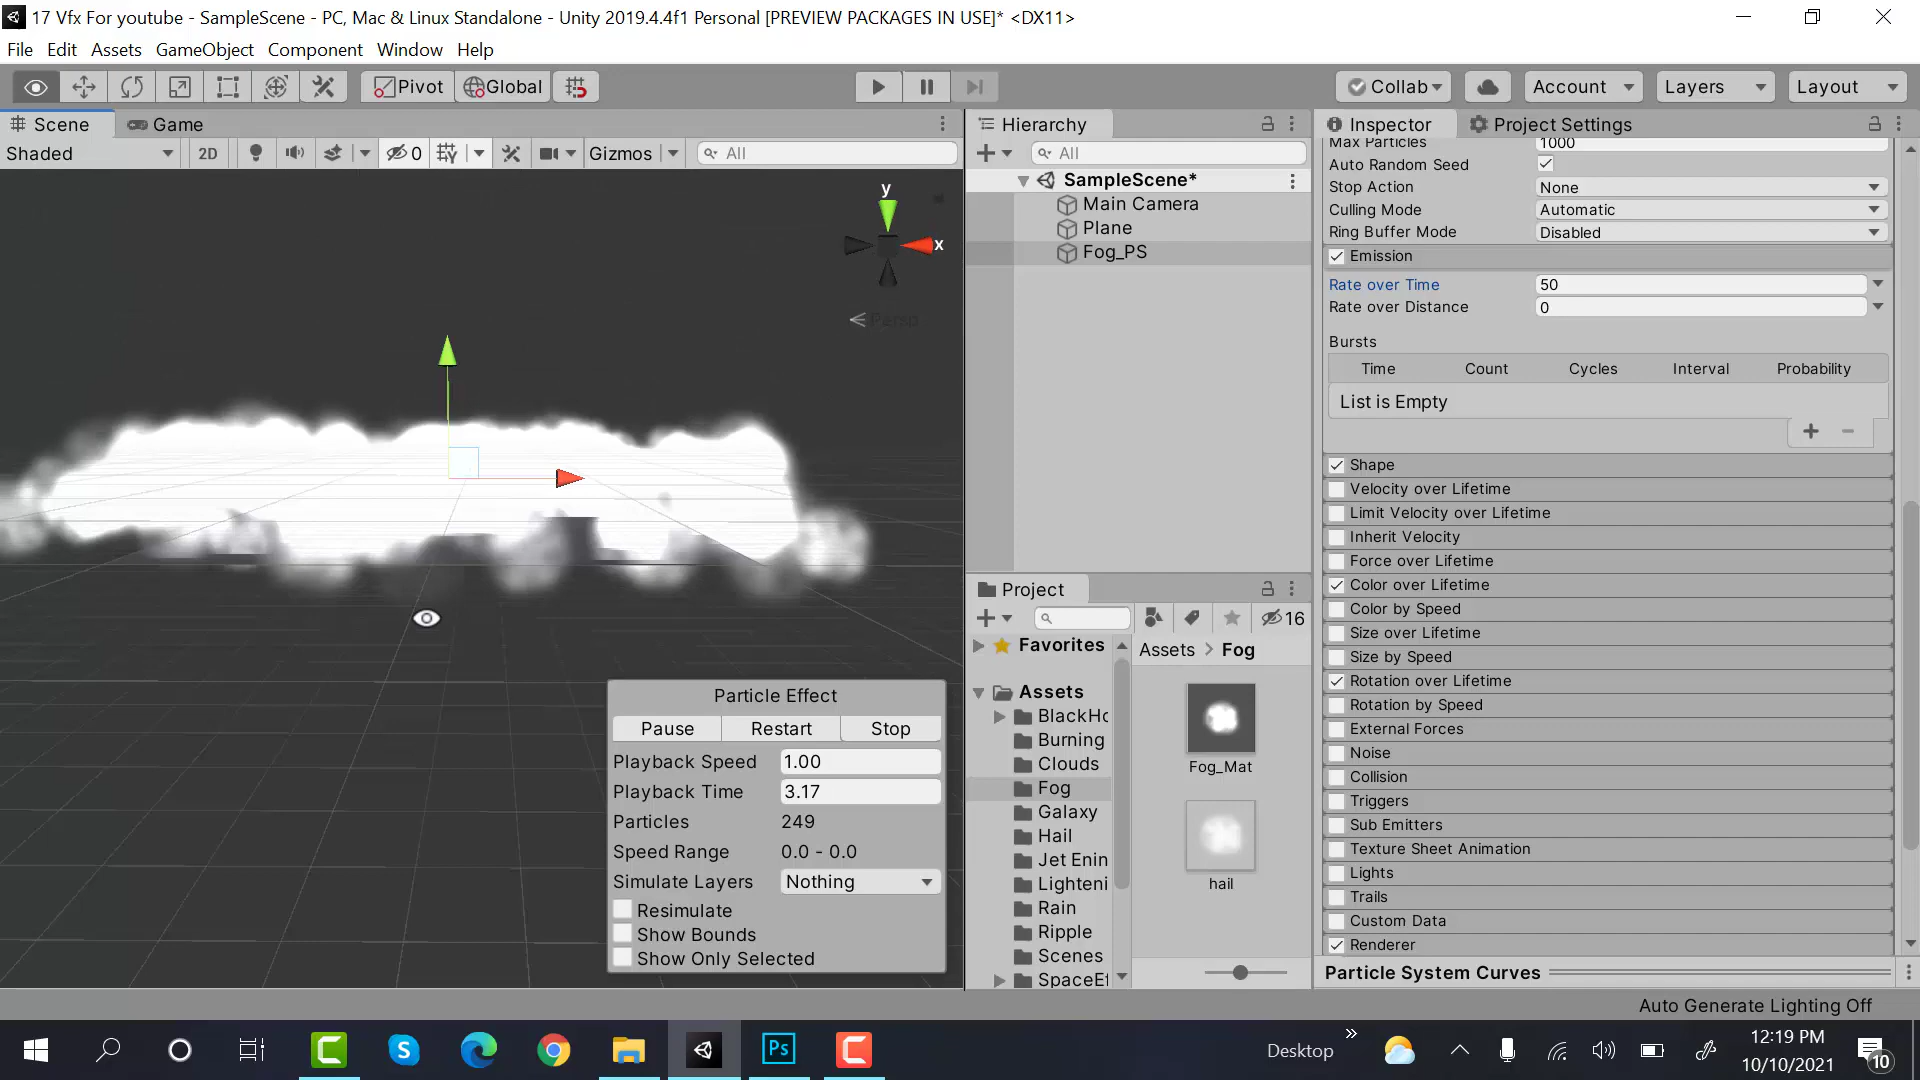 17 Vfx For youtube - SampleScene - PC, Mac & Linux Standalone - Unity 2019.4.4f1 Personal [PREVIEW PACKAGES IN USE]* <DX11>
File Edit Assets GameObject Component Window Help
Pivot Global Collab Account Layers Layout
Scene Game
Shaded 2D 0 Gizmos All
y
x
Persp
Hierarchy
All
SampleScene*
Main Camera
Plane
Fog_PS
Particle Effect
Pause Restart Stop
Playback Speed 1.00
Playback Time 3.17
Particles 249
Speed Range 0.0 - 0.0
Simulate Layers Nothing
Resimulate
Show Bounds
Show Only Selected
Project
16
Favorites
Assets
BlackHo
Burning
Clouds
Fog
Galaxy
Hail
Jet Enin
Lighteni
Rain
Ripple
Scenes
SpaceEf
Assets > Fog
Fog_Mat
hail
Inspector Project Settings
Max Particles 1000
Auto Random Seed
Stop Action None
Culling Mode Automatic
Ring Buffer Mode Disabled
Emission
Rate over Time 50
Rate over Distance 0
Bursts
Time Count Cycles Interval Probability
List is Empty
Shape
Velocity over Lifetime
Limit Velocity over Lifetime
Inherit Velocity
Force over Lifetime
Color over Lifetime
Color by Speed
Size over Lifetime
Size by Speed
Rotation over Lifetime
Rotation by Speed
External Forces
Noise
Collision
Triggers
Sub Emitters
Texture Sheet Animation
Lights
Trails
Custom Data
Renderer
Particle System Curves
Auto Generate Lighting Off
Ps
Desktop
12:19 PM
10/10/2021
10